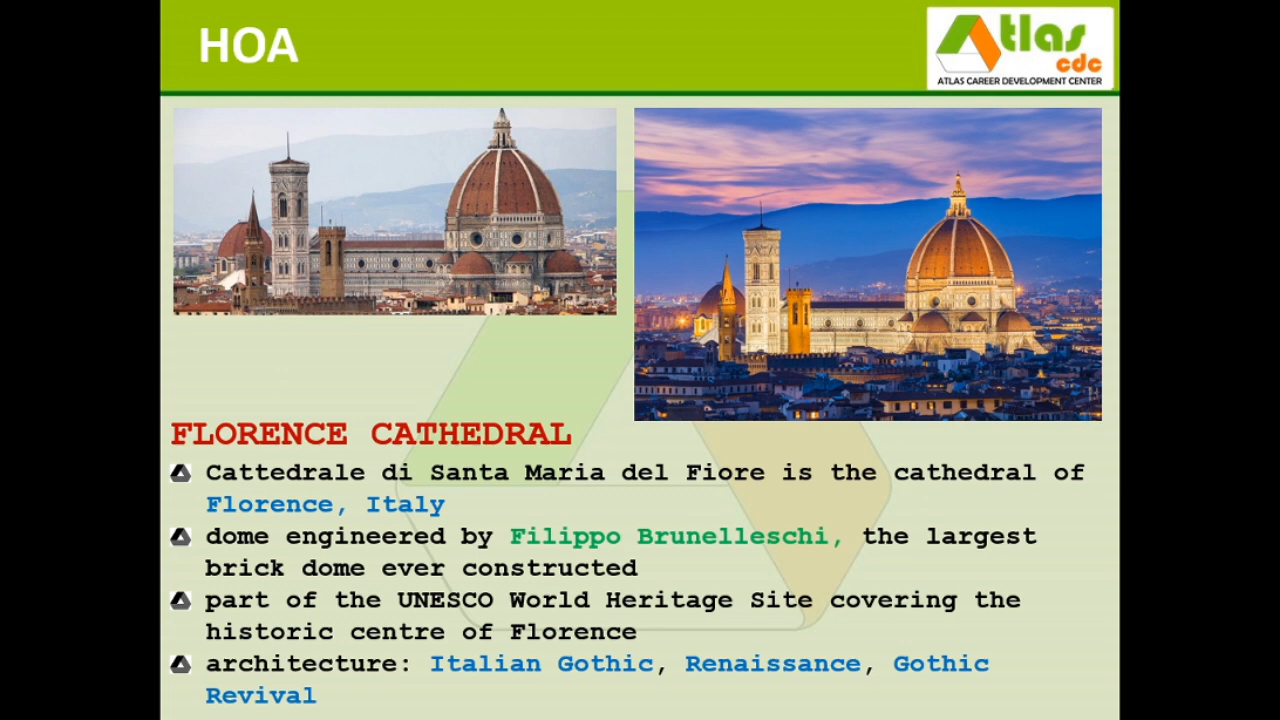 HOA
Atlas
cdc
ATLAS CAREER DEVELOPMENT CENTER
FLORENCE CATHEDRAL
Cattedrale di Santa Maria del Fiore is the cathedral of
Florence, Italy
dome engineered by Filippo Brunelleschi, the largest
brick dome ever constructed
part of the UNESCO World Heritage Site covering the
historic centre of Florence
architecture: Italian Gothic, Renaissance, Gothic
Revival